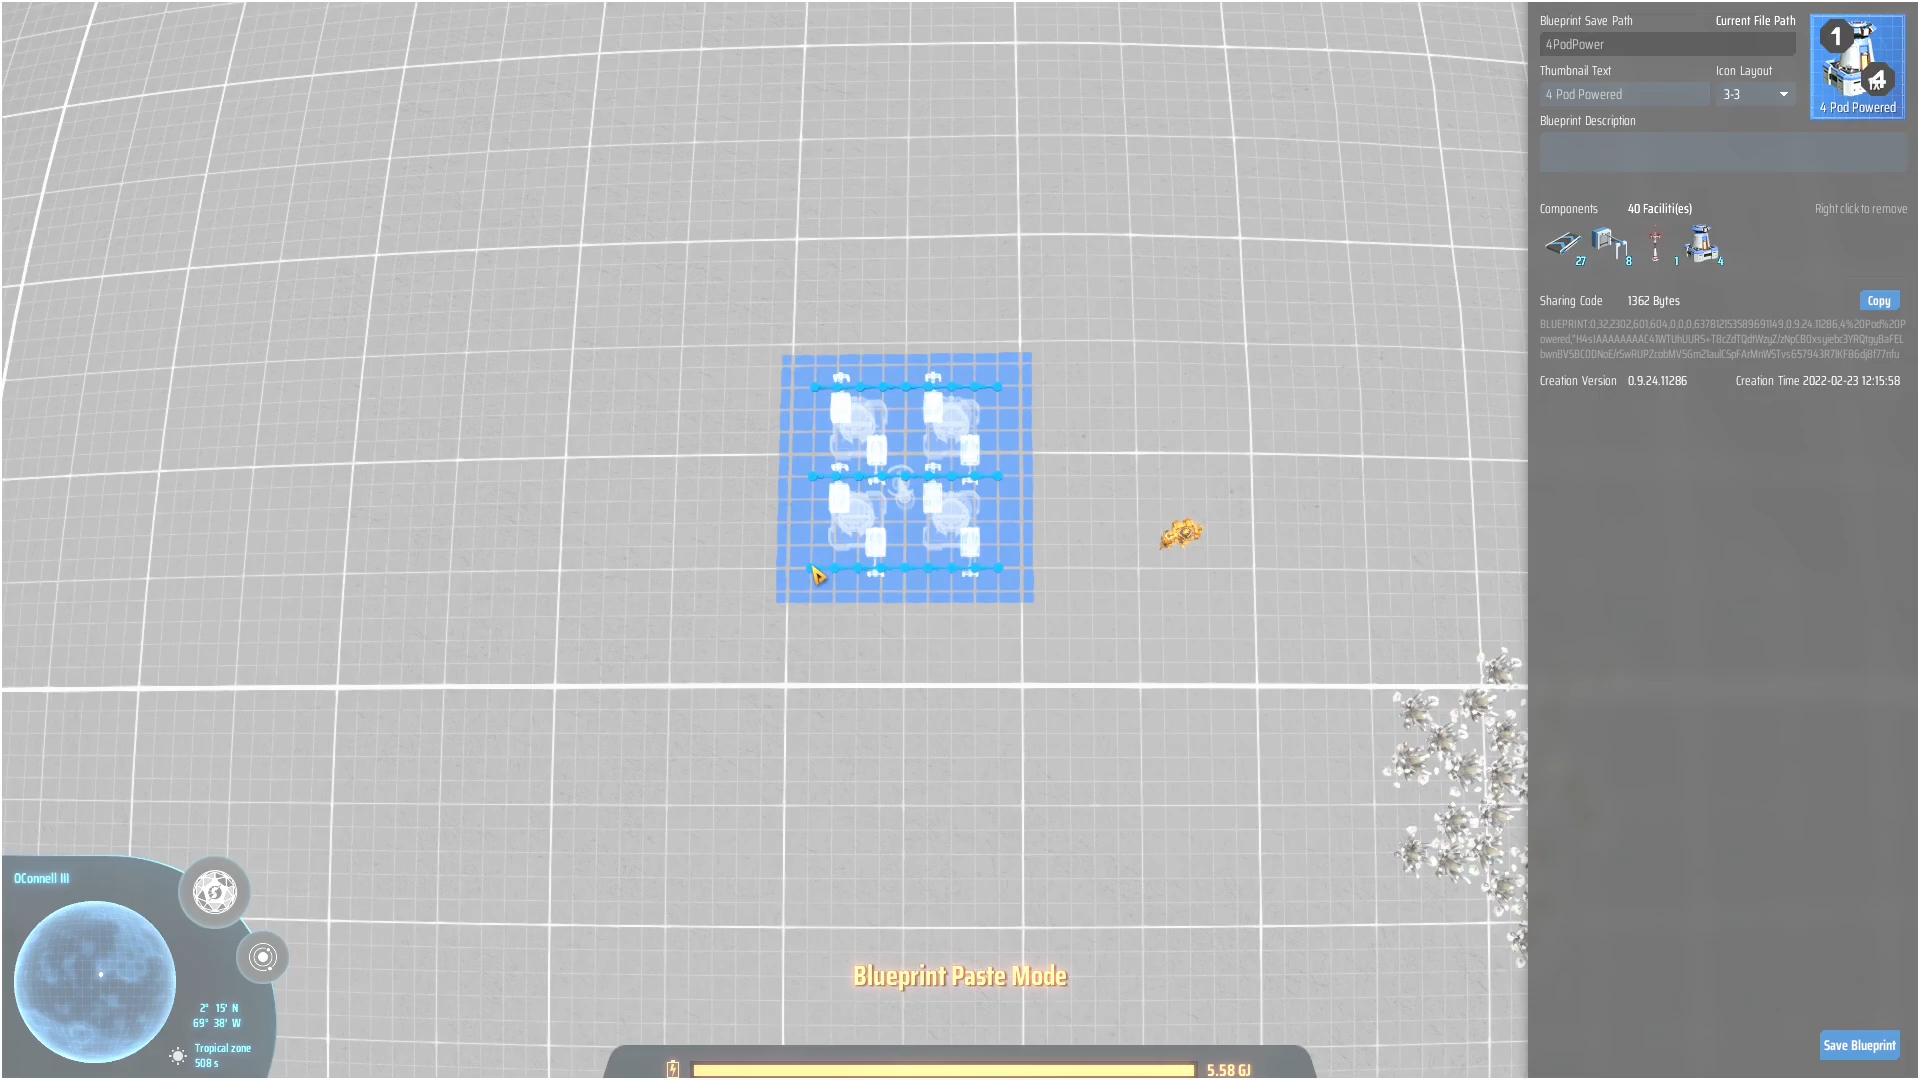 Blueprint Save Path Current File Path
4PodPower
Thumbnail Text Icon Layout
4 Pod Powered 3-3
1
4
4 Pod Powered
Blueprint Description
Components 40 Faciliti(es) Right click to remove
27 8 1 4
Sharing Code 1362 Bytes Copy
Creation Version 0.9.24.11286 Creation Time 2022-02-23 12:15:58
OConnell III
2° 15' N
69° 38' W
Tropical zone
508 s
Blueprint Paste Mode
5.58 GJ
Save Blueprint